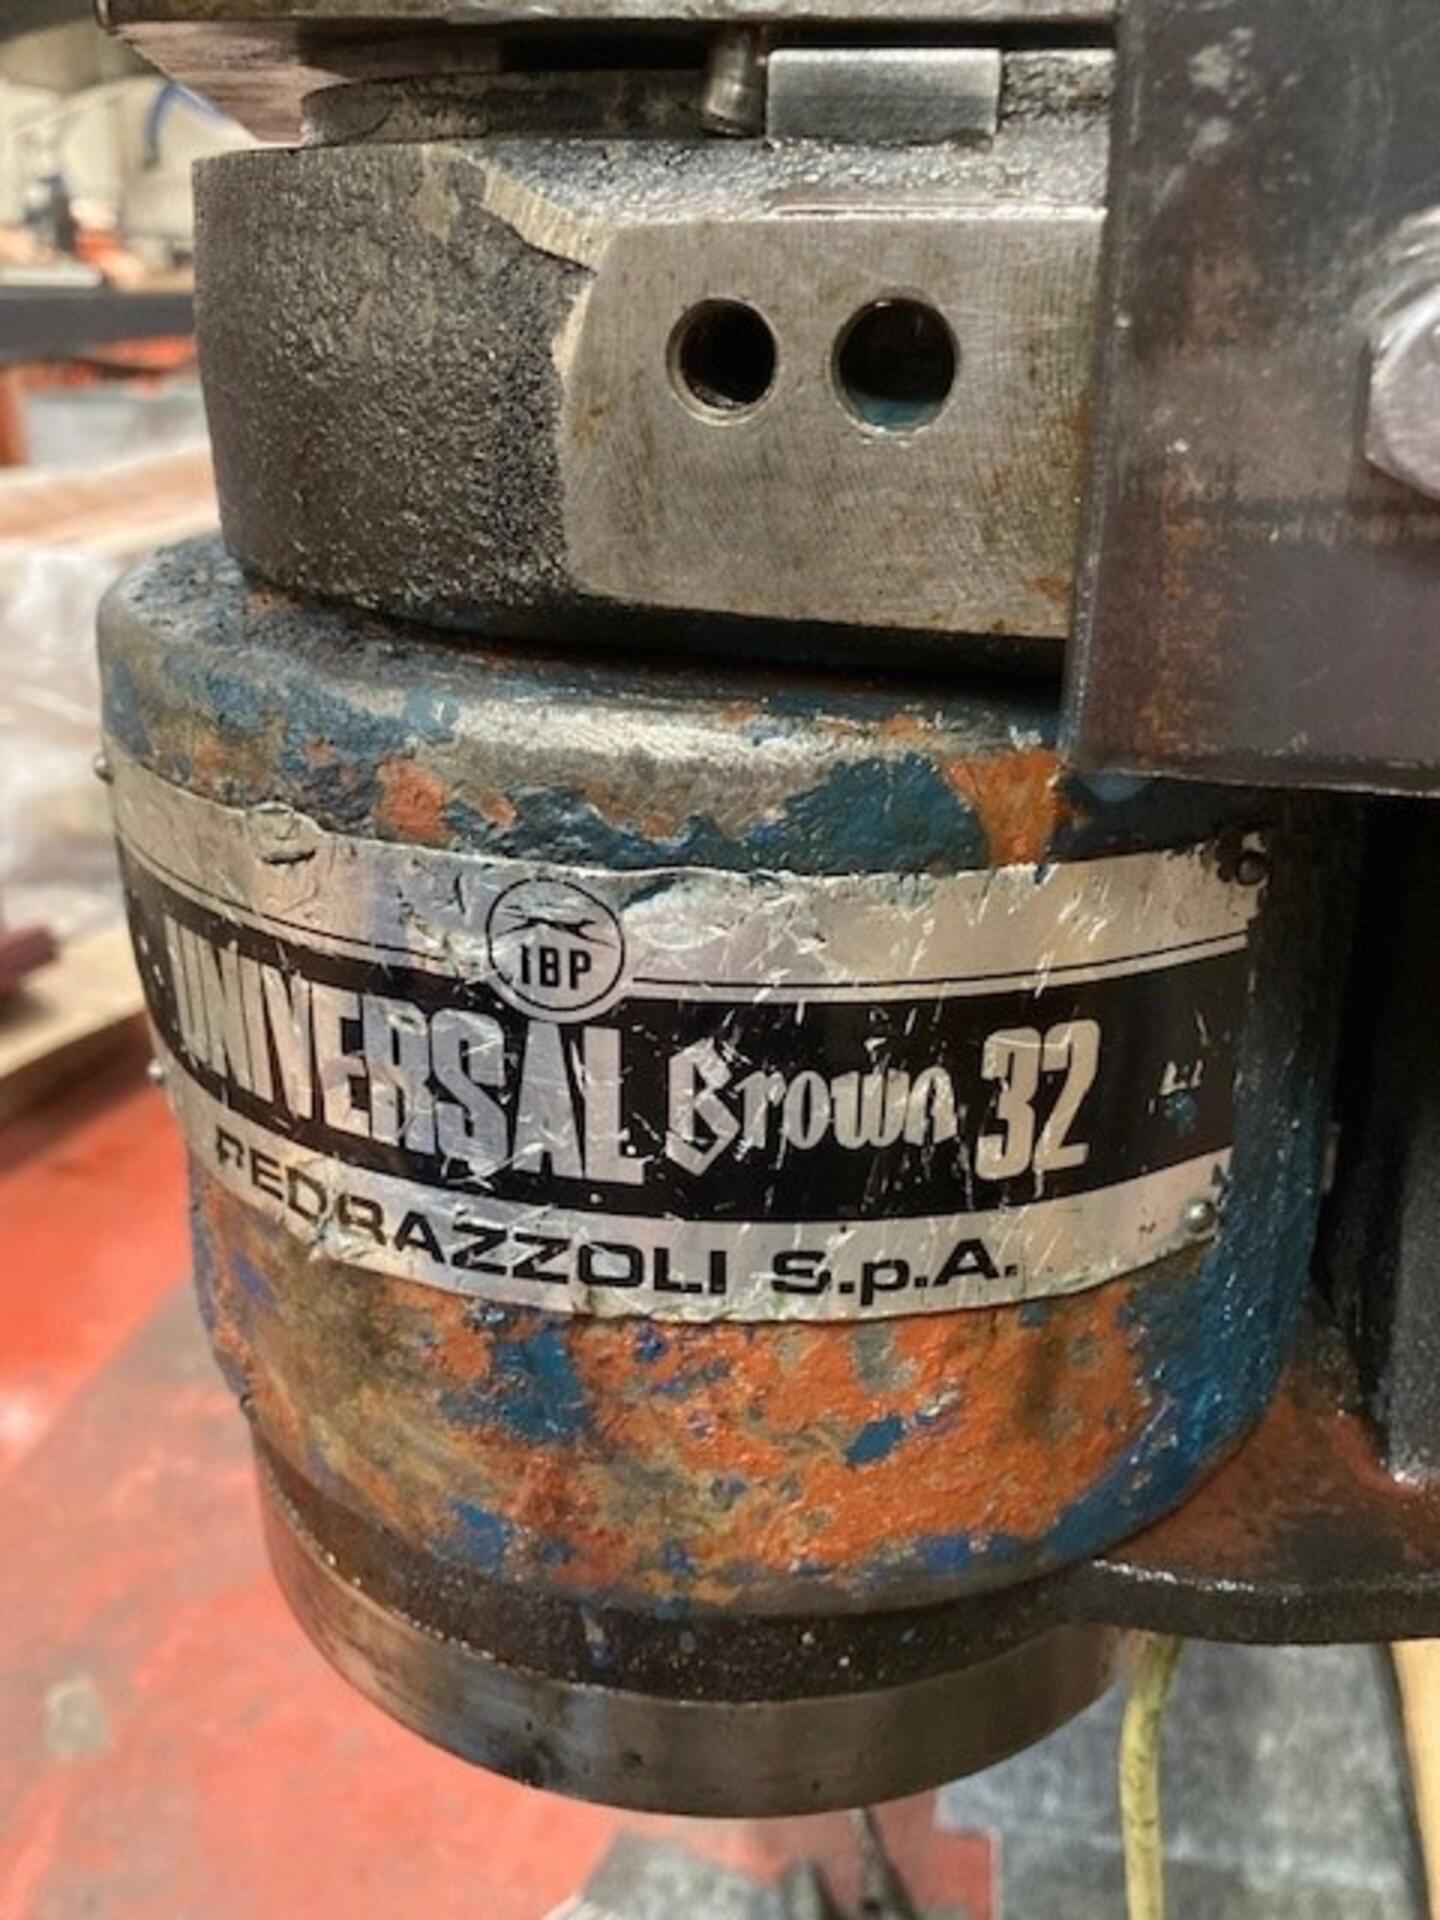 IBP
UNIVERSAL Brown 32
PEDRAZZOLI S.p.A.